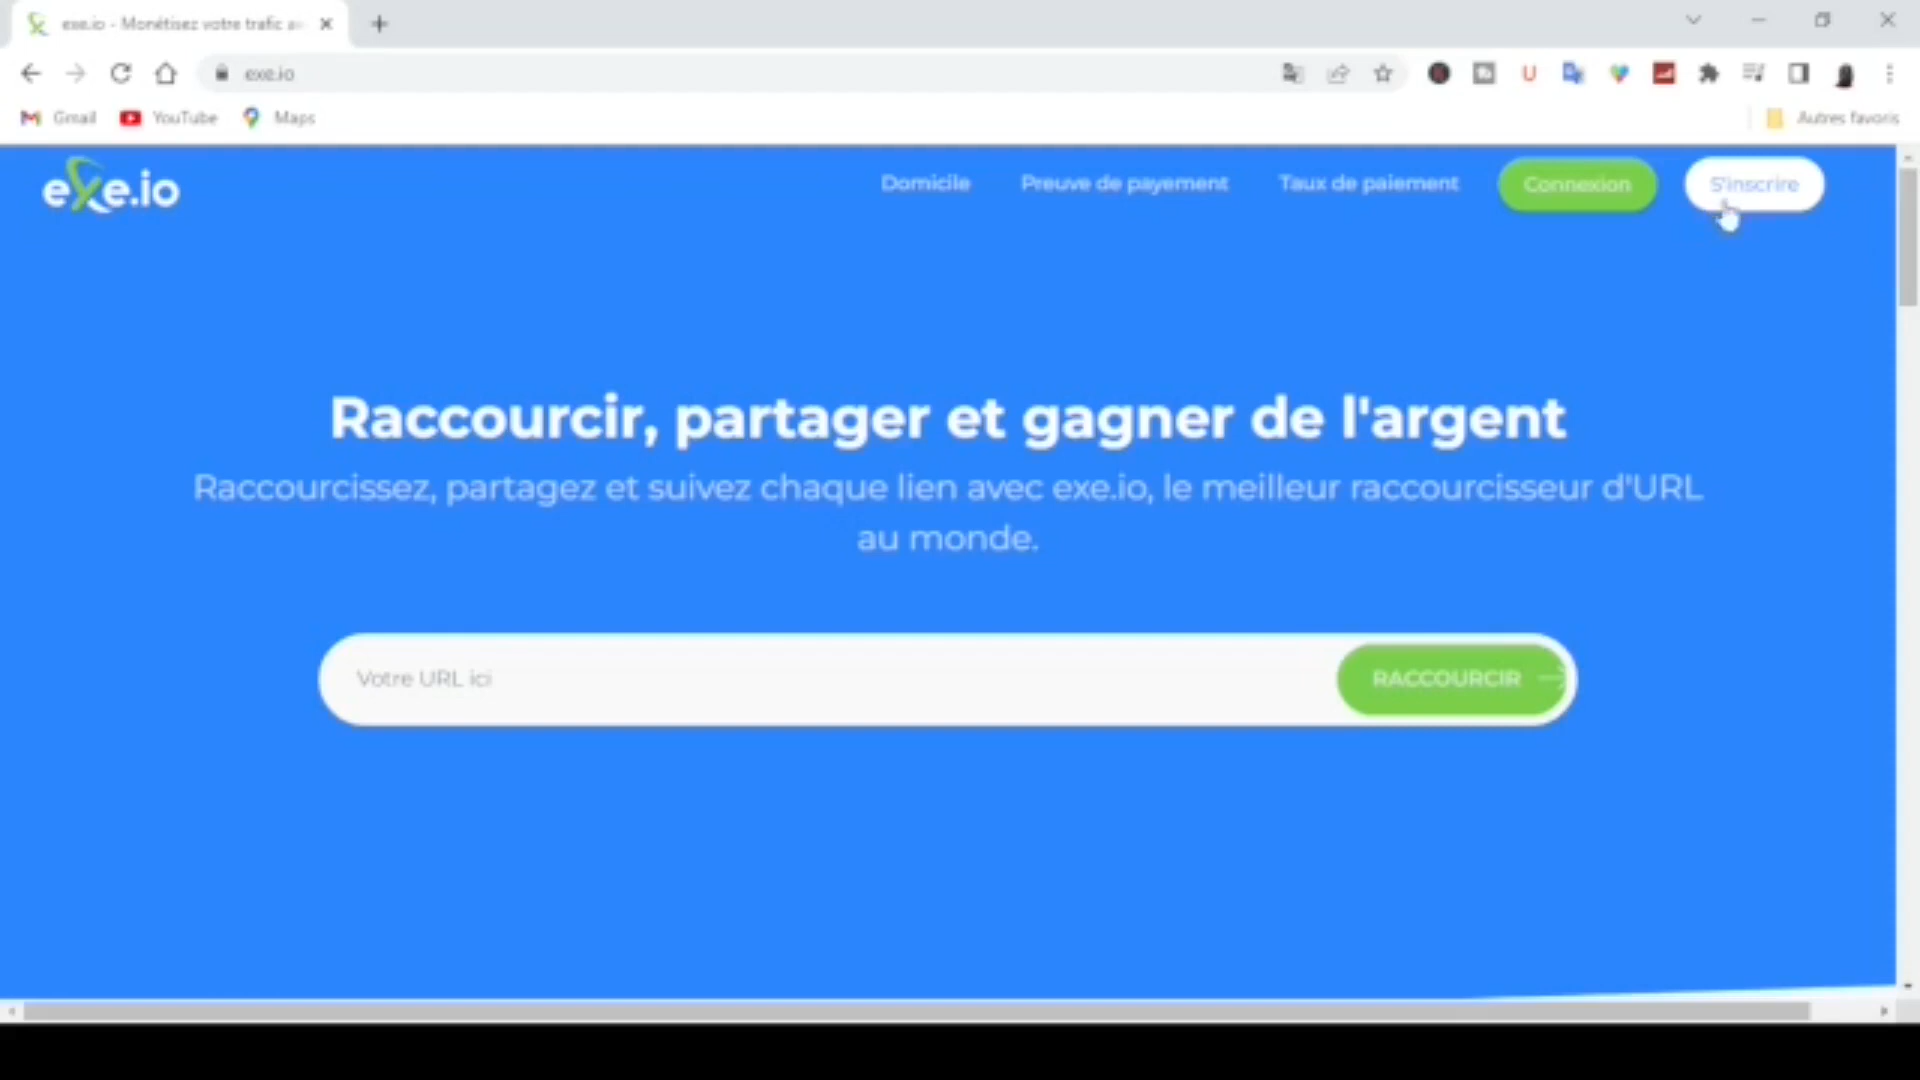 exe.io - Monétisez votre trafic a
exe.io
Gmail
YouTube
Maps
Autres favoris
exe.io
Domicile
Preuve de payement
Taux de paiement
Connexion
S'inscrire
Raccourcir, partager et gagner de l'argent
Raccourcissez, partagez et suivez chaque lien avec exe.io, le meilleur raccourcisseur d'URL
au monde.
Votre URL ici
RACCOURCIR